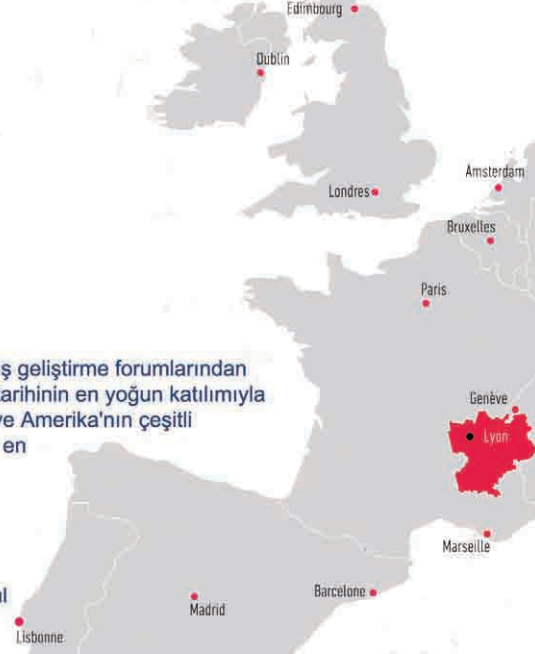 Edimbourg
Dublin
Amsterdam
Londres
Bruxelles
Paris
ş geliştirme forumlarından
arihinin en yoğun katılımıyla
ve Amerika'nın çeşitli
en
Genève
Lyon
Marseille
Barcelone
Madrid
Lisbonne